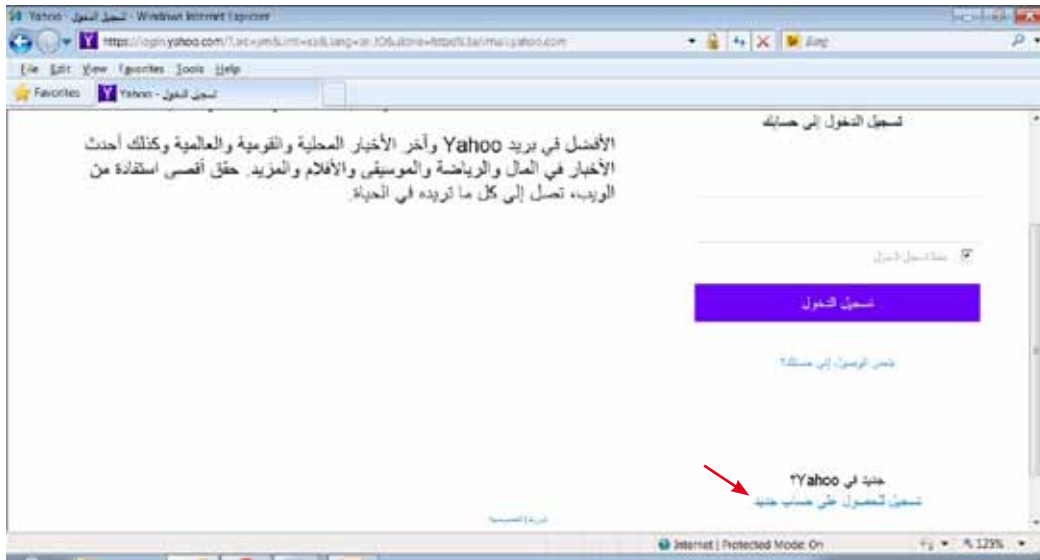 Yahoo - تسجيل الدخول - Windows Internet Explorer
Bing
File Edit View Favorites Tools Help
Favorites
Yahoo - تسجيل الدخول
تسجيل الدخول إلى حسابك
الأفضل في بريد Yahoo وآخر الأخبار المحلية والقومية والعالمية وكذلك أحدث
الأخبار في المال والرياضة والموسيقى والأفلام والمزيد. حقق أقصى استفادة من
الويب، تصل إلى كل ما تريده في الحياة.
تسجيل الدخول
جديد في Yahoo؟
تسجيل للحصول على حساب جديد
Internet | Protected Mode: On
125%